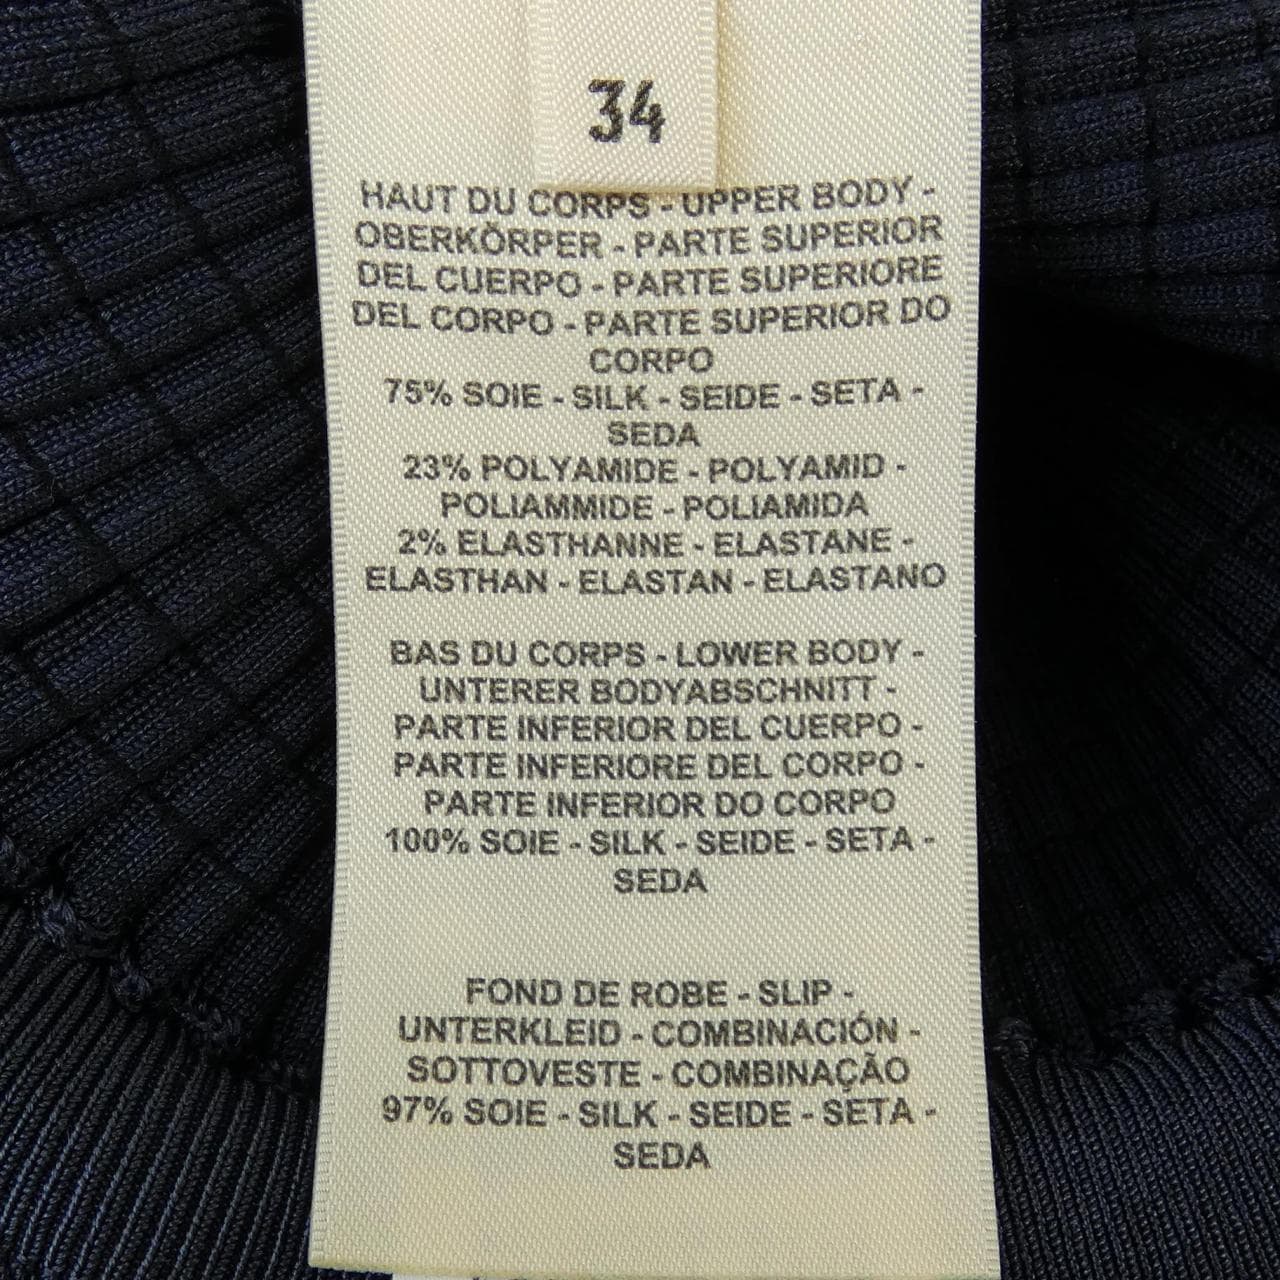 34
HAUT DU CORPS - UPPER BODY -
OBERKÖRPER - PARTE SUPERIOR
DEL CUERPO - PARTE SUPERIORE
DEL CORPO - PARTE SUPERIOR DO
CORPO
75% SOIE - SILK - SEIDE - SETA -
SEDA
23% POLYAMIDE - POLYAMID -
POLIAMMIDE - POLIAMIDA
2% ELASTHANNE - ELASTANE -
ELASTHAN - ELASTAN - ELASTANO
BAS DU CORPS - LOWER BODY -
UNTERER BODYABSCHNITT -
PARTE INFERIOR DEL CUERPO -
PARTE INFERIORE DEL CORPO -
PARTE INFERIOR DO CORPO
100% SOIE - SILK - SEIDE - SETA -
SEDA
FOND DE ROBE - SLIP -
UNTERKLEID - COMBINACIÓN -
SOTTOVESTE - COMBINAÇÃO
97% SOIE - SILK - SEIDE - SETA -
SEDA